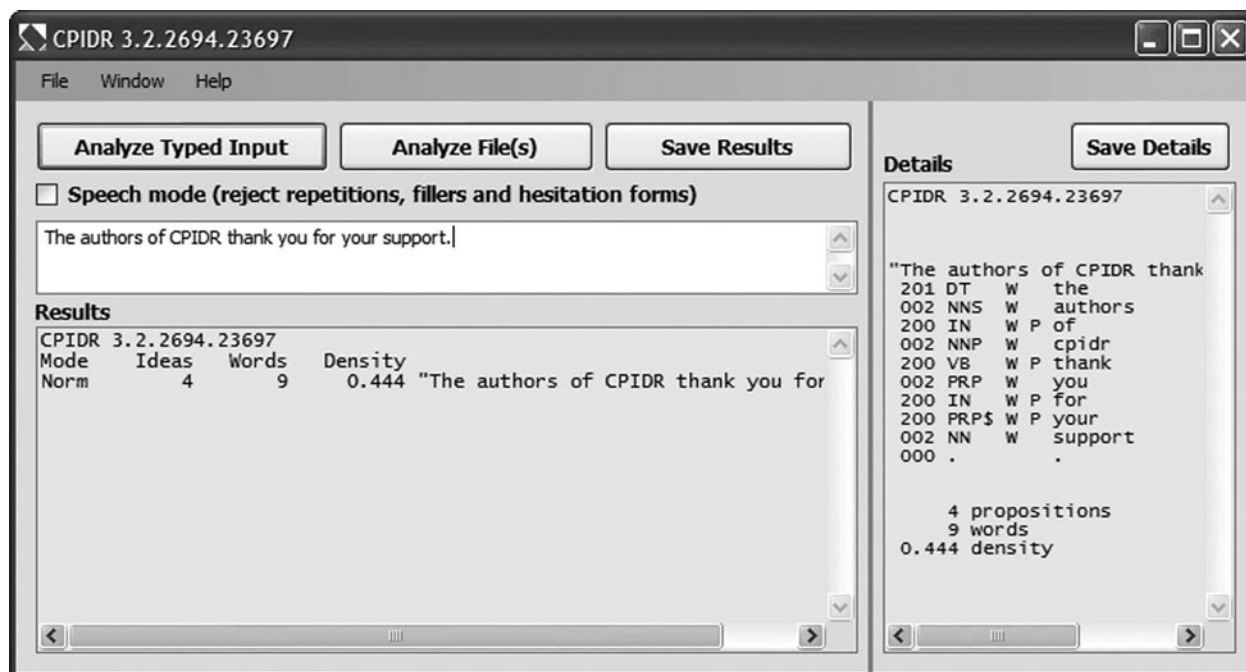 CPIDR 3.2.2694.23697
File Window Help
Analyze Typed Input Analyze File(s) Save Results
Speech mode (reject repetitions, fillers and hesitation forms)
The authors of CPIDR thank you for your support.
Results
CPIDR 3.2.2694.23697
Mode Ideas Words Density
Norm 4 9 0.444 "The authors of CPIDR thank you for
Save Details
Details
CPIDR 3.2.2694.23697
"The authors of CPIDR thank
201 DT W the
002 NNS W authors
200 IN W P of
002 NNP W cpidr
200 VB W P thank
002 PRP W you
200 IN W P for
200 PRP$ W P your
002 NN W support
000 . .
4 propositions
9 words
0.444 density